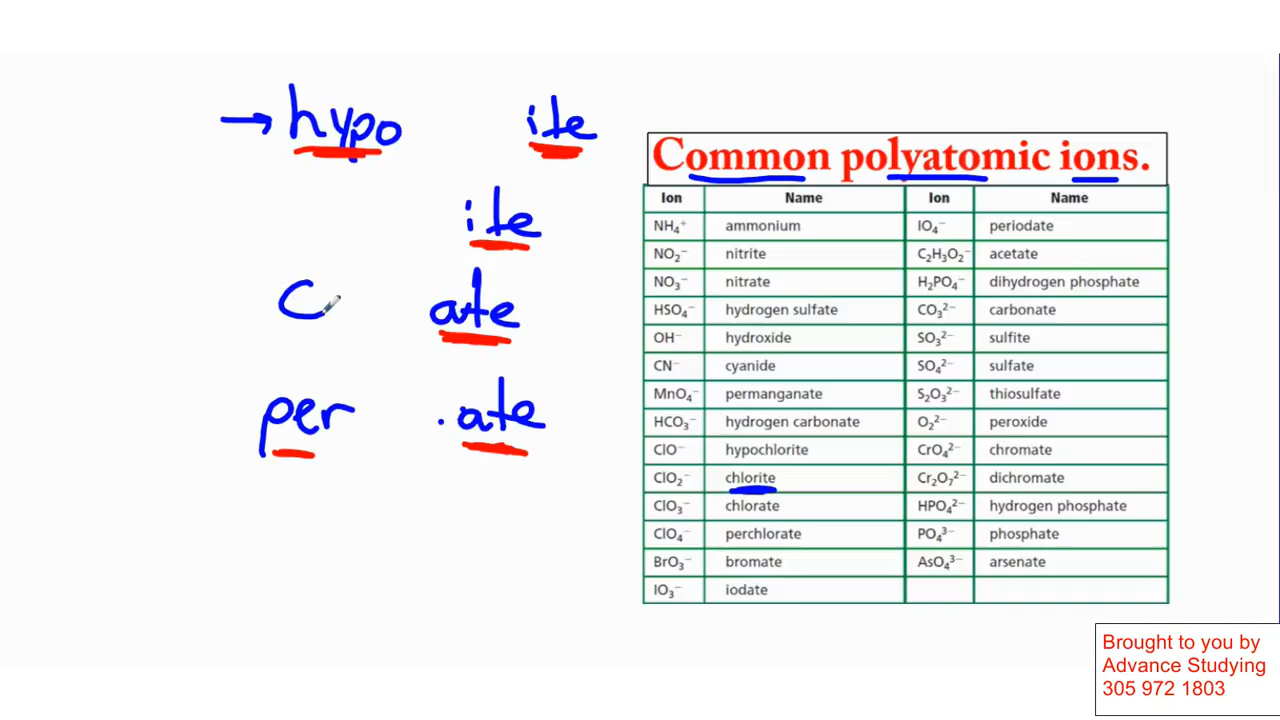 → hypo ite
ite
C ate
per .ate
Common polyatomic ions.
Ion Name Ion Name
NH₄⁺ ammonium IO₄⁻ periodate
NO₂⁻ nitrite C₂H₃O₂⁻ acetate
NO₃⁻ nitrate H₂PO₄⁻ dihydrogen phosphate
HSO₄⁻ hydrogen sulfate CO₃²⁻ carbonate
OH⁻ hydroxide SO₃²⁻ sulfite
CN⁻ cyanide SO₄²⁻ sulfate
MnO₄⁻ permanganate S₂O₃²⁻ thiosulfate
HCO₃⁻ hydrogen carbonate O₂²⁻ peroxide
ClO⁻ hypochlorite CrO₄²⁻ chromate
ClO₂⁻ chlorite Cr₂O₇²⁻ dichromate
ClO₃⁻ chlorate HPO₄²⁻ hydrogen phosphate
ClO₄⁻ perchlorate PO₄³⁻ phosphate
BrO₃⁻ bromate AsO₄³⁻ arsenate
IO₃⁻ iodate
Brought to you by
Advance Studying
305 972 1803